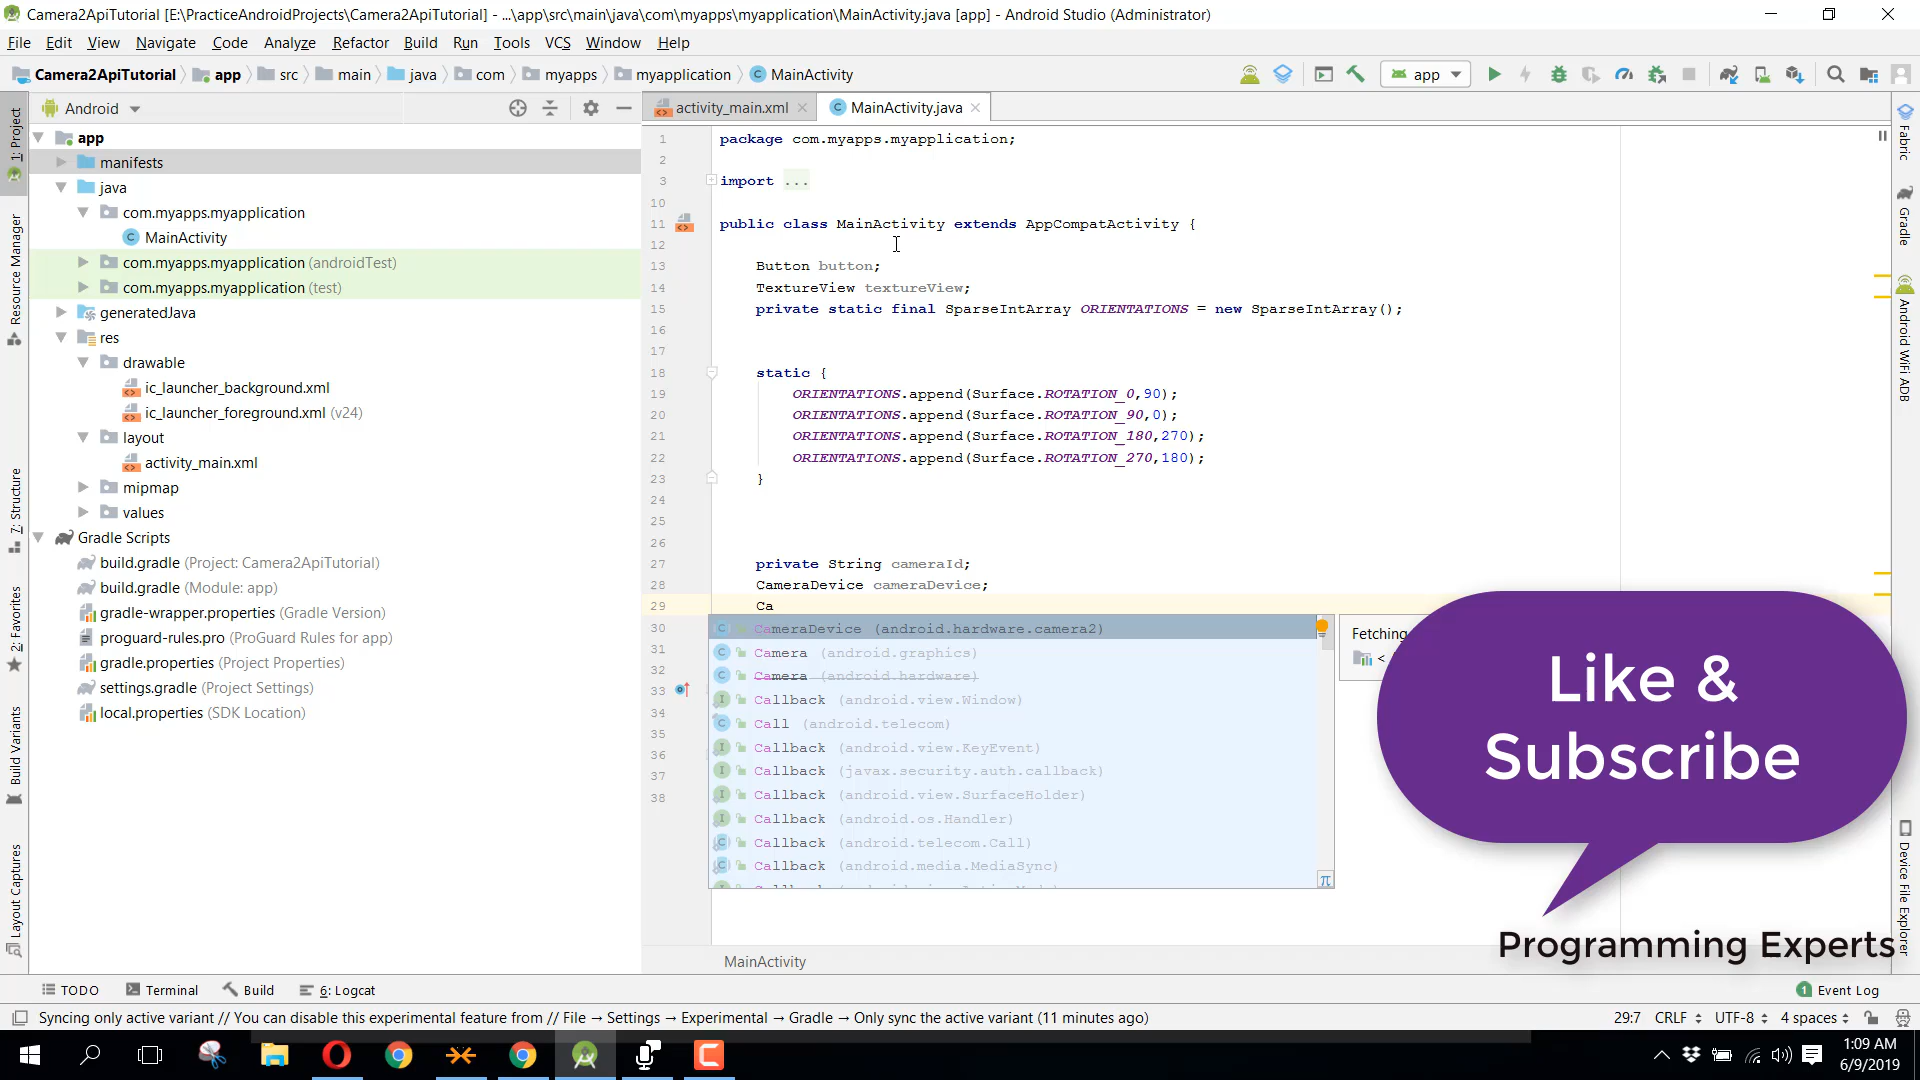 Camera2ApiTutorial [E:\PracticeAndroidProjects\Camera2ApiTutorial] - ...\app\src\main\java\com\myapps\myapplication\MainActivity.java [app] - Android Studio (Administrator)
File Edit View Navigate Code Analyze Refactor Build Run Tools VCS Window Help
Camera2ApiTutorial app src main java com myapps myapplication MainActivity app
Android
activity_main.xml MainActivity.java
1: Project
Resource Manager
7: Structure
2: Favorites
Build Variants
Layout Captures
app
manifests
java
com.myapps.myapplication
MainActivity
com.myapps.myapplication (androidTest)
com.myapps.myapplication (test)
generatedJava
res
drawable
ic_launcher_background.xml
ic_launcher_foreground.xml (v24)
layout
activity_main.xml
mipmap
values
Gradle Scripts
build.gradle (Project: Camera2ApiTutorial)
build.gradle (Module: app)
gradle-wrapper.properties (Gradle Version)
proguard-rules.pro (ProGuard Rules for app)
gradle.properties (Project Properties)
settings.gradle (Project Settings)
local.properties (SDK Location)
1 package com.myapps.myapplication;
2
3 import ...
10
11 public class MainActivity extends AppCompatActivity {
12
13 Button button;
14 TextureView textureView;
15 private static final SparseIntArray ORIENTATIONS = new SparseIntArray();
16
17
18 static {
19 ORIENTATIONS.append(Surface.ROTATION_0,90);
20 ORIENTATIONS.append(Surface.ROTATION_90,0);
21 ORIENTATIONS.append(Surface.ROTATION_180,270);
22 ORIENTATIONS.append(Surface.ROTATION_270,180);
23 }
24
25
26
27 private String cameraId;
28 CameraDevice cameraDevice;
29 Ca
30
31
32
33
34
35
36
37
38
CameraDevice (android.hardware.camera2)
Camera (android.graphics)
Camera (android.hardware)
Callback (android.view.Window)
Call (android.telecom)
Callback (android.view.KeyEvent)
Callback (javax.security.auth.callback)
Callback (android.view.SurfaceHolder)
Callback (android.os.Handler)
Callback (android.telecom.Call)
Callback (android.media.MediaSync)
π
Fetching
<
Like &
Subscribe
Programming Experts
Fabric
Gradle
Android WiFi ADB
Device File Explorer
MainActivity
TODO Terminal Build 6: Logcat 1 Event Log
Syncing only active variant // You can disable this experimental feature from // File → Settings → Experimental → Gradle → Only sync the active variant (11 minutes ago) 29:7 CRLF UTF-8 4 spaces
1:09 AM
6/9/2019